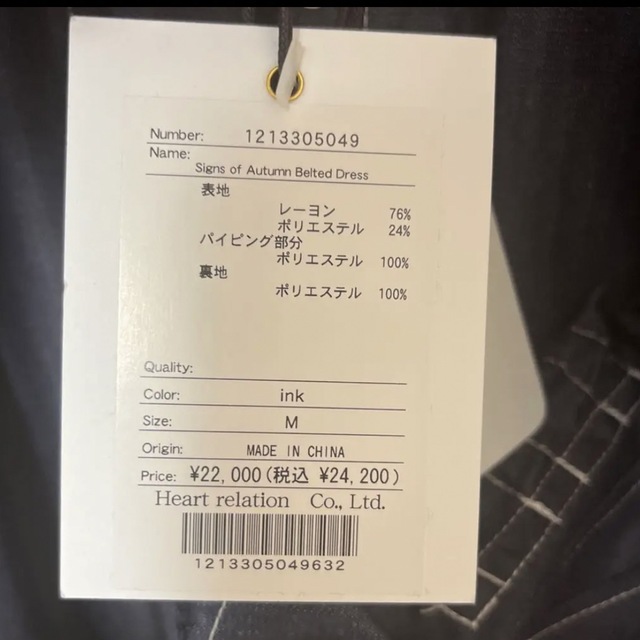 Number: 1213305049
Name:
Signs of Autumn Belted Dress
表地
レーヨン 76%
ポリエステル 24%
パイピング部分
ポリエステル 100%
裏地
ポリエステル 100%
Quality:
Color: ink
Size: M
Origin: MADE IN CHINA
Price: ¥22,000(税込 ¥24,200)
Heart relation Co., Ltd.
1213305049632